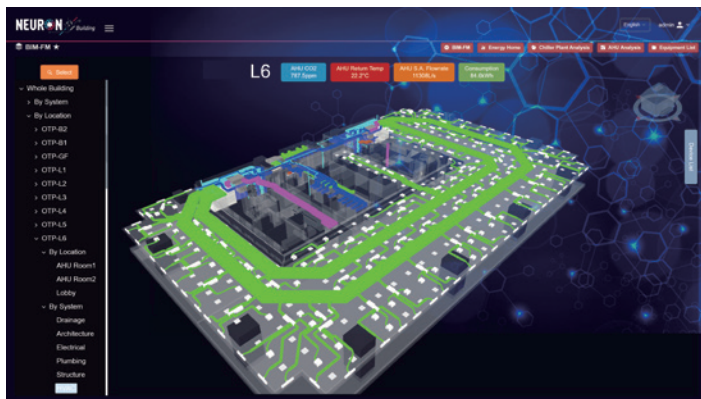 NEURON Building
English
admin
BIM-FM ★
BIM-FM
Energy Home
Chiller Plant Analysis
AHU Analysis
Equipment List
Select
L6
AHU CO2
AHU Return Temp
22.2°C
AHU S.A. Flowrate
Consumption
Whole Building
By System
By Location
OTP-B2
OTP-B1
OTP-GF
OTP-L1
OTP-L2
OTP-L3
OTP-L4
OTP-L5
OTP-L6
By Location
AHU Room1
AHU Room2
Lobby
By System
Drainage
Architecture
Electrical
Plumbing
Structure
Device List